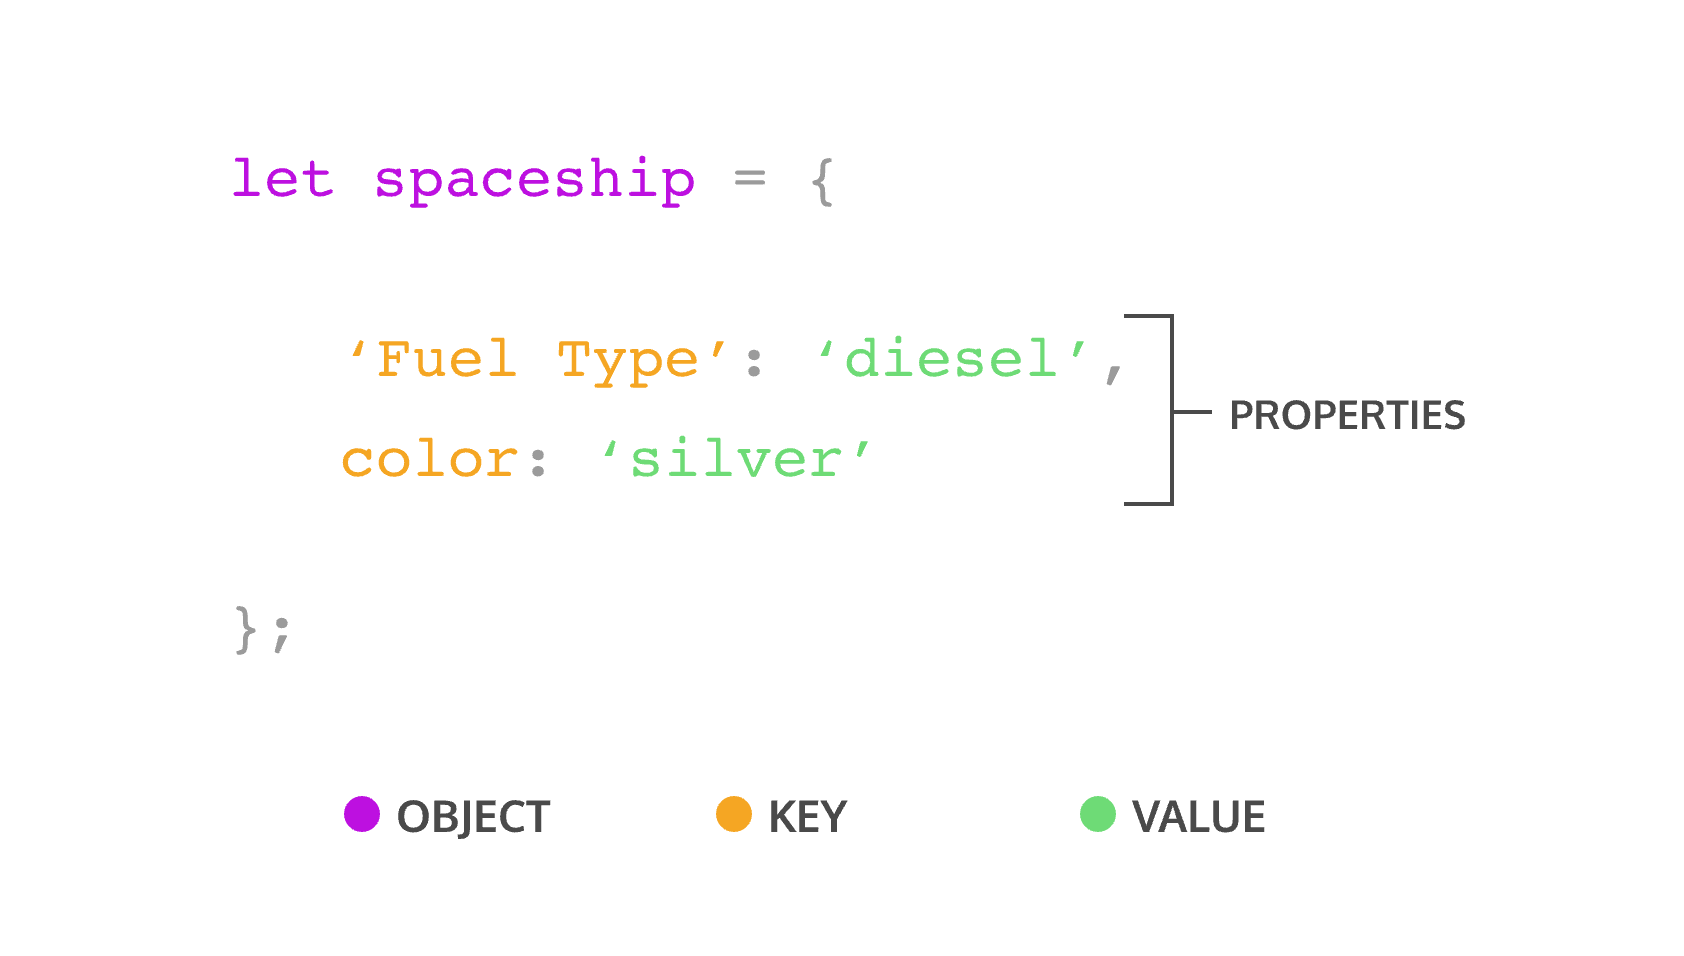 let spaceship = {
‘Fuel Type’: ‘diesel’,
color: ‘silver’
PROPERTIES
};
OBJECT
KEY
VALUE